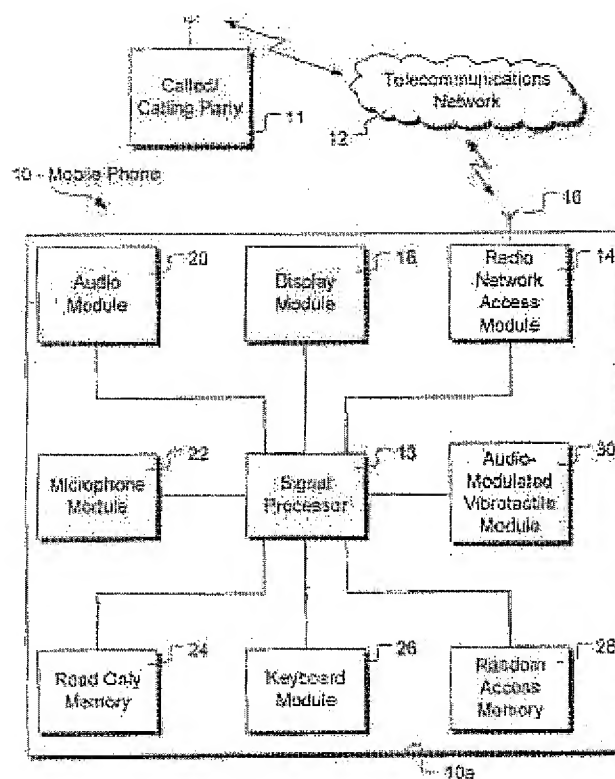 Called/
Calling Party
11
Telecommunications
Network
12
10 - Mobile Phone
16
Audio
Module
20
Display
Module
18
Radio
Network
Access
Module
14
Microphone
Module
22
Signal
Processor
13
Audio-
Modulated
Vibrotactile
Module
30
Read Only
Memory
24
Keyboard
Module
26
Random
Access
Memory
28
10a